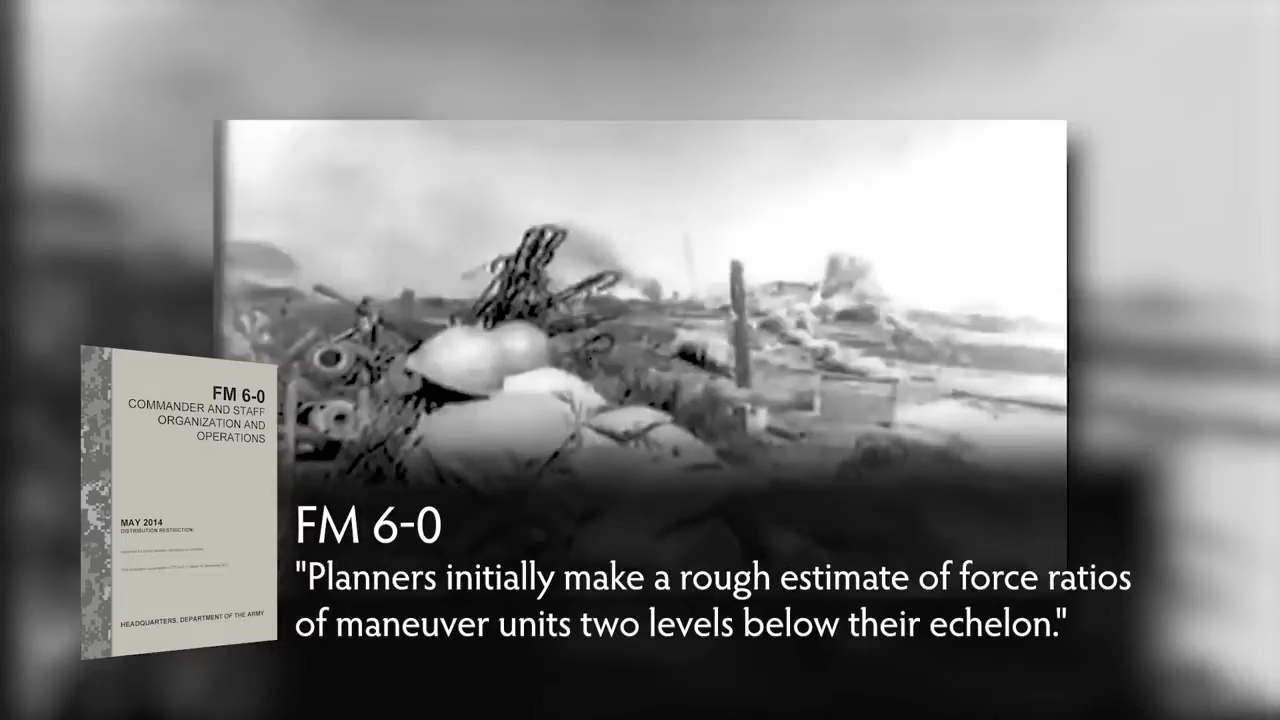 FM 6-0
COMMANDER AND STAFF
ORGANIZATION AND
OPERATIONS
MAY 2014
DISTRIBUTION RESTRICTION:
HEADQUARTERS, DEPARTMENT OF THE ARMY
FM 6-0
"Planners initially make a rough estimate of force ratios
of maneuver units two levels below their echelon."